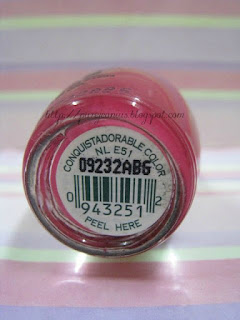 CONQUISTADORABLE COLOR
NL E51
09232ABG
0 943251 2
PEEL HERE